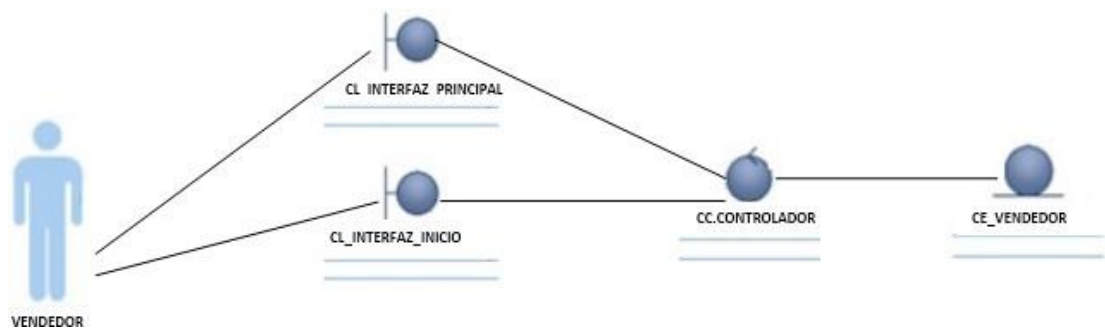 CL_INTERFAZ_PRINCIPAL
CL_INTERFAZ_INICIO
CC.CONTROLADOR
CE_VENDEDOR
VENDEDOR